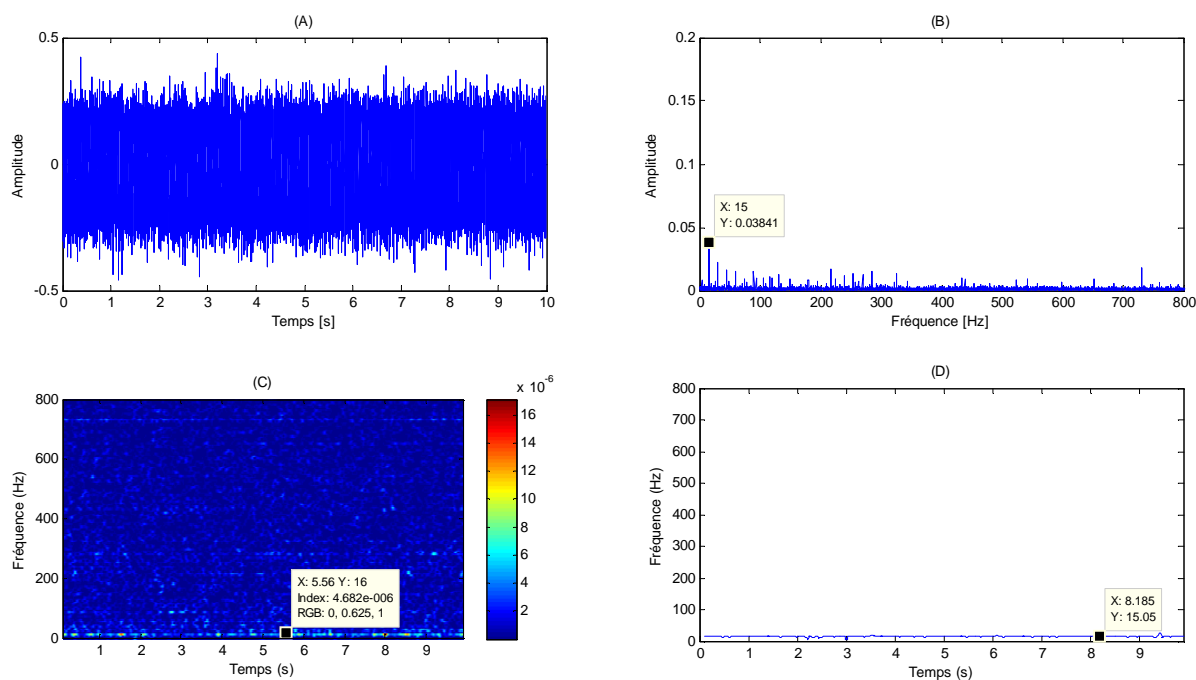 (A)
0.5
0
-0.5
Amplitude
0 1 2 3 4 5 6 7 8 9 10
Temps [s]
(B)
0.2
0.15
0.1
0.05
0
Amplitude
X: 15
Y: 0.03841
0 100 200 300 400 500 600 700 800
Fréquence [Hz]
(C)
x 10-6
800
600
400
200
0
Fréquence (Hz)
X: 5.56 Y: 16
Index: 4.682e-006
RGB: 0, 0.625, 1
16
14
12
10
8
6
4
2
1 2 3 4 5 6 7 8 9
Temps (s)
(D)
800
700
600
500
400
300
200
100
0
Fréquence (Hz)
X: 8.185
Y: 15.05
0 1 2 3 4 5 6 7 8 9
Temps (s)